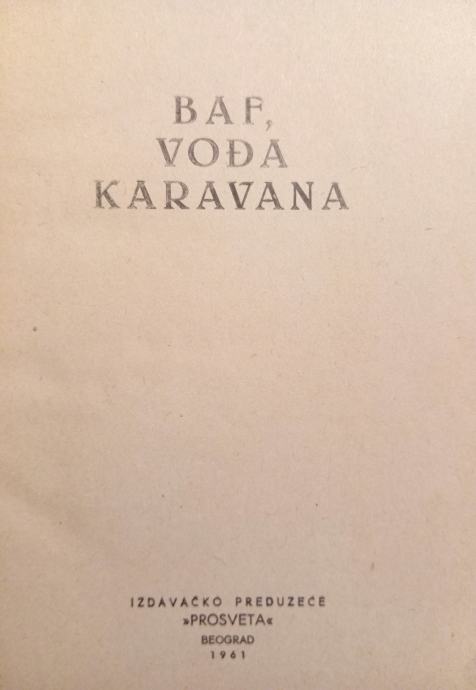 BAF,
VOĐA
KARAVANA
IZDAVAČKO PREDUZEĆE
»PROSVETA«
BEOGRAD
1961